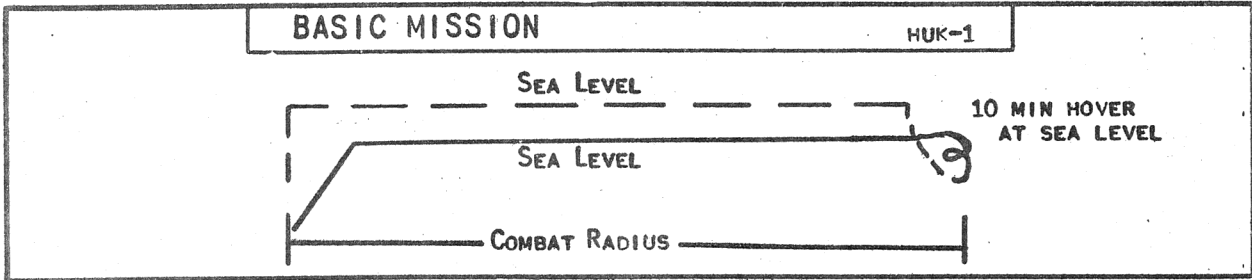 BASIC MISSION HUK-1
SEA LEVEL
10 MIN HOVER
AT SEA LEVEL
SEA LEVEL
COMBAT RADIUS